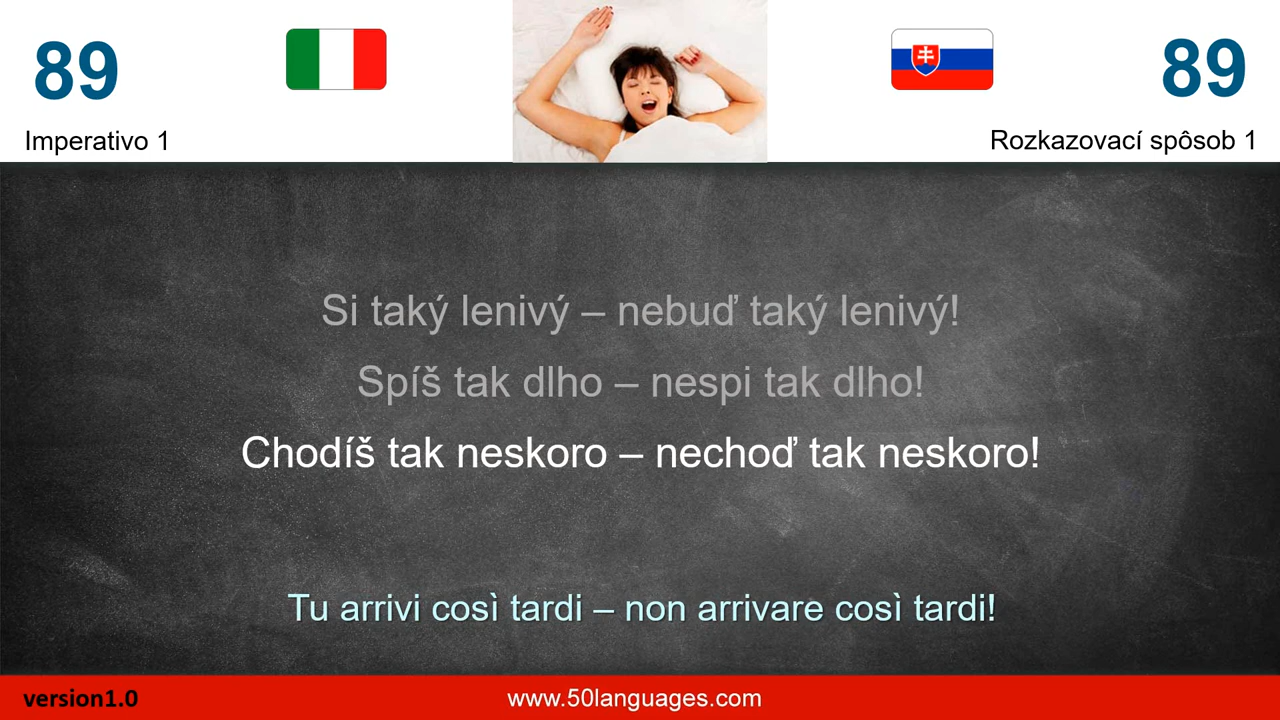 89
89
Imperativo 1
Rozkazovací spôsob 1
Si taký lenivý – nebuď taký lenivý!
Spíš tak dlho – nespi tak dlho!
Chodíš tak neskoro – nechoď tak neskoro!
Tu arrivi così tardi – non arrivare così tardi!
version1.0
www.50languages.com